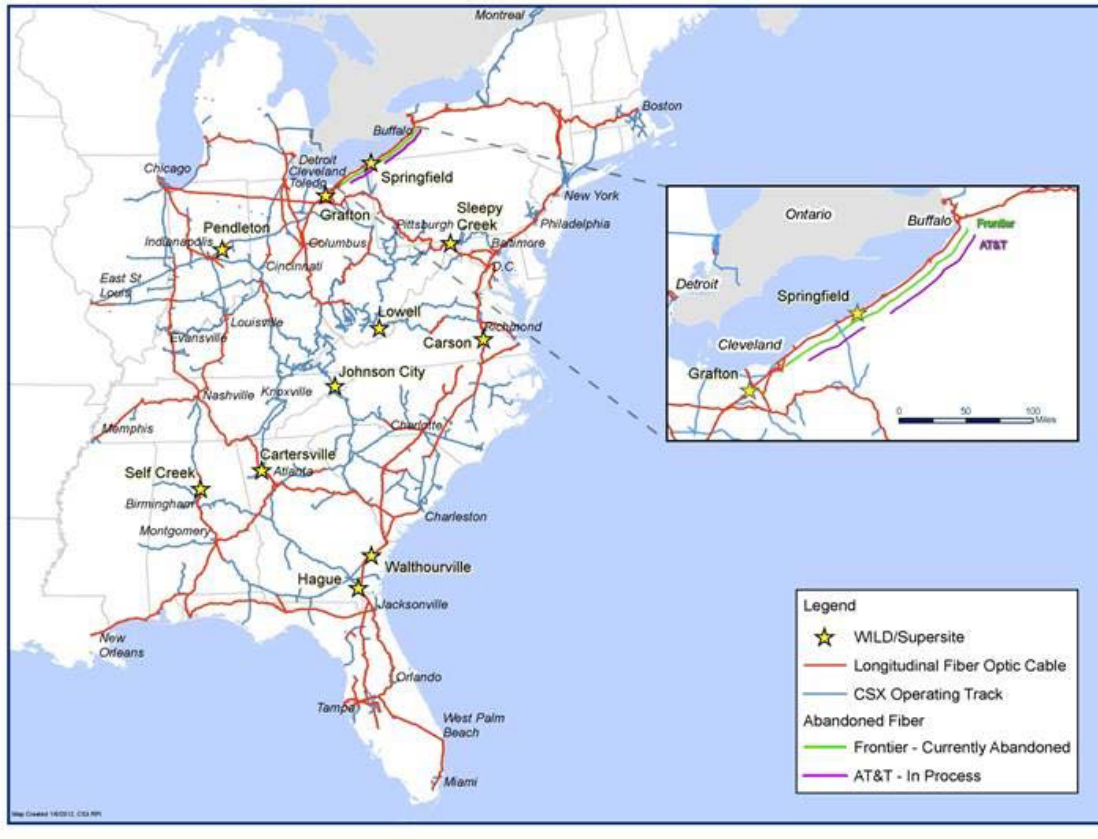 Montreal
Boston
Buffalo
Detroit
Cleveland
Toledo
Springfield
Chicago
Grafton
New York
Sleepy
Creek
Pittsburgh
Philadelphia
Pendleton
Indianapolis
Columbus
Baltimore
D.C.
Cincinnati
East St
Louis
Louisville
Lowell
Richmond
Evansville
Carson
Johnson City
Nashville
Knoxville
Memphis
Charlotte
Cartersville
Self Creek
Atlanta
Birmingham
Charleston
Montgomery
Walthourville
Hague
Jacksonville
New
Orleans
Orlando
Tampa
West Palm
Beach
Miami
Ontario
Buffalo
Frontier
AT&T
Detroit
Springfield
Cleveland
Grafton
0 50 100
Miles
Legend
WILD/Supersite
Longitudinal Fiber Optic Cable
CSX Operating Track
Abandoned Fiber
Frontier - Currently Abandoned
AT&T - In Process